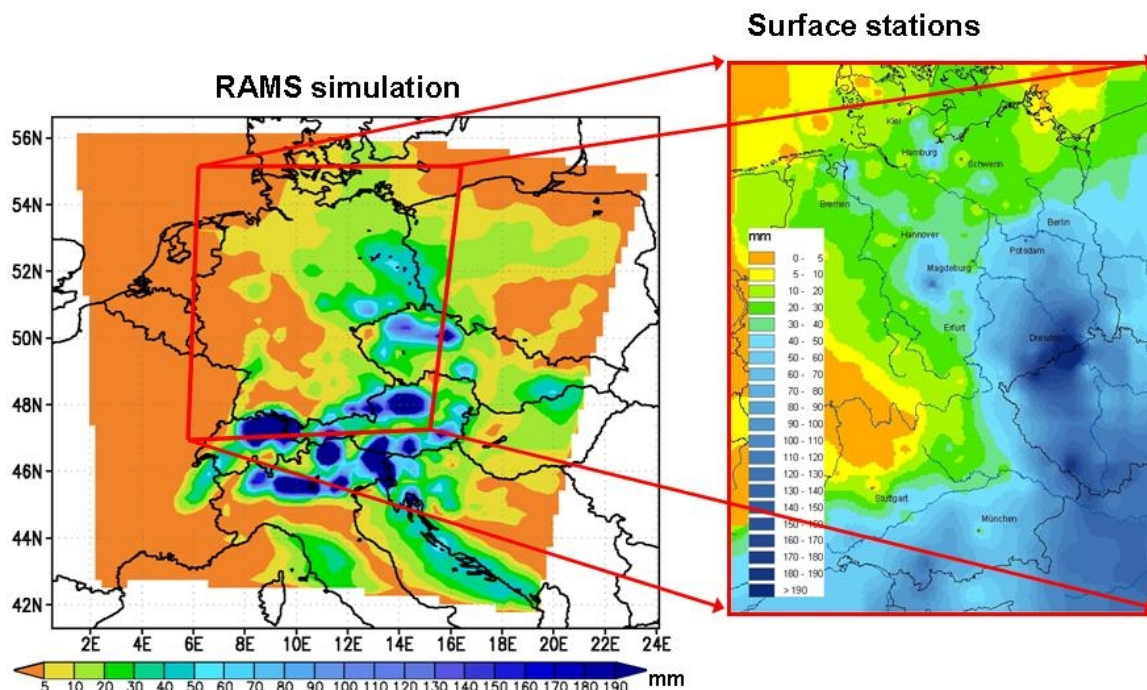 Surface stations
RAMS simulation
56N
54N
52N
50N
48N
46N
44N
42N
2E 4E 6E 8E 10E 12E 14E 16E 18E 20E 22E 24E
5 10 20 30 40 50 60 70 80 90 100 110 120 130 140 150 160 170 180 190 mm
Kiel
Hamburg
Schwerin
Bremen
Berlin
Hannover
Potsdam
Magdeburg
Erfurt
Dresden
Stuttgart
München
mm
0 - 5
5 - 10
10 - 20
20 - 30
30 - 40
40 - 50
50 - 60
60 - 70
70 - 80
80 - 90
90 - 100
100 - 110
110 - 120
120 - 130
130 - 140
140 - 150
150 - 160
160 - 170
170 - 180
180 - 190
> 190